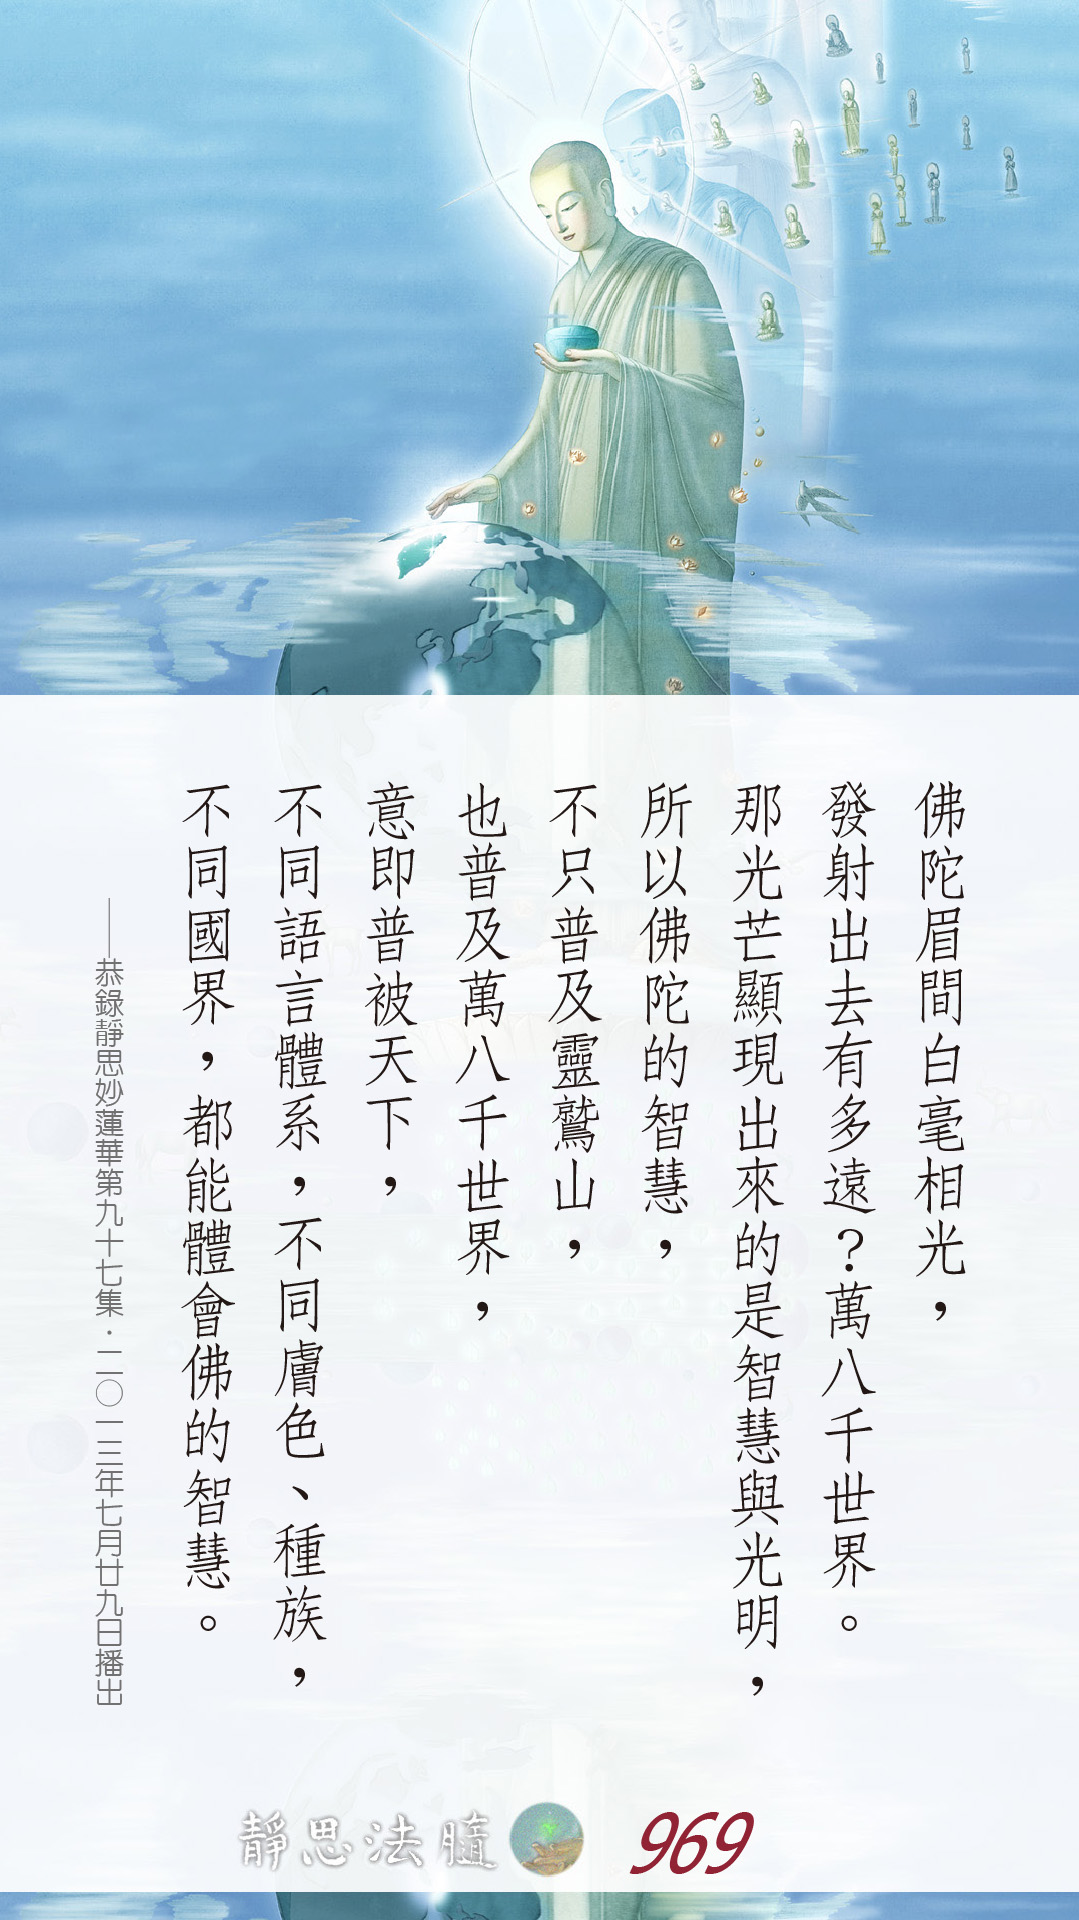 佛陀眉間白毫相光，
發射出去有多遠？萬八千世界。
那光芒顯現出來的是智慧與光明，
所以佛陀的智慧，
不只普及靈鷲山，
也普及萬八千世界，
意即普被天下，
不同語言體系，不同膚色、種族，
不同國界，都能體會佛的智慧。
——恭錄靜思妙蓮華第九十七集·二〇一三年七月廿九日播出
靜思法髓
969